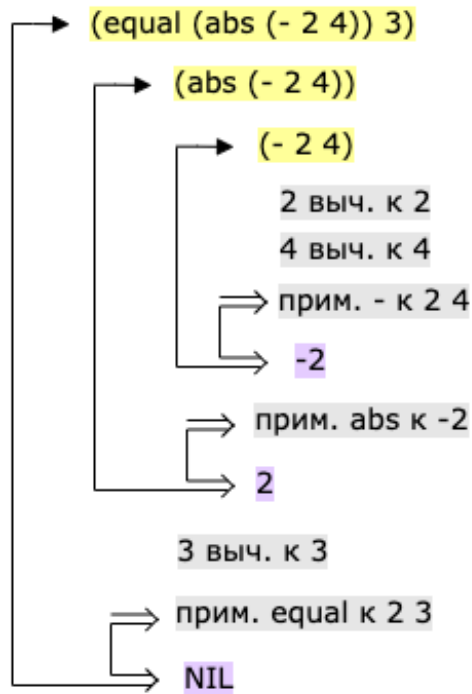 (equal (abs (- 2 4)) 3)
(abs (- 2 4))
(- 2 4)
2 выч. к 2
4 выч. к 4
прим. - к 2 4
-2
прим. abs к -2
2
3 выч. к 3
прим. equal к 2 3
NIL